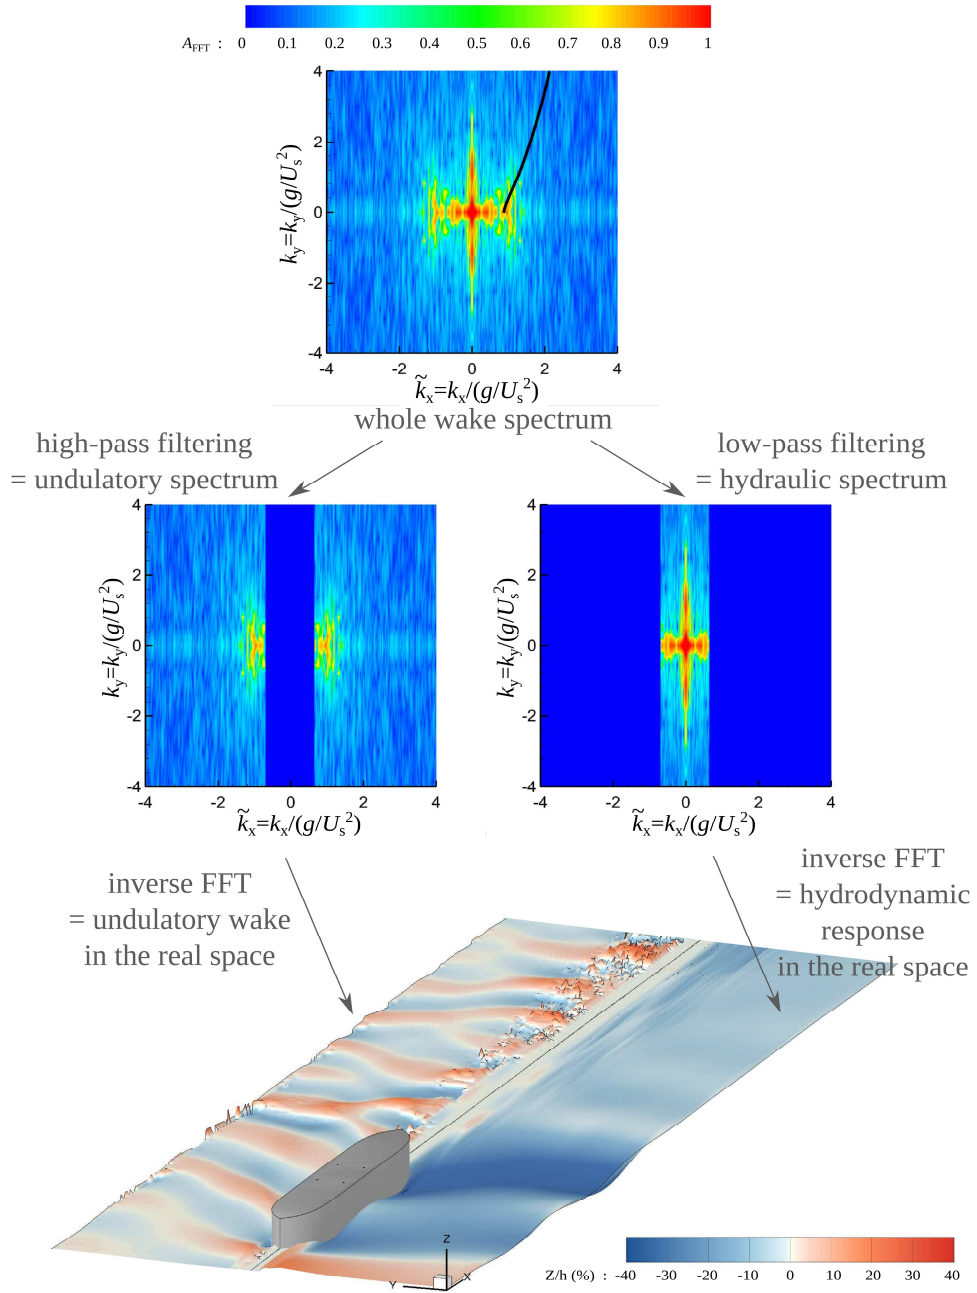 A_FFT : 0 0.1 0.2 0.3 0.4 0.5 0.6 0.7 0.8 0.9 1
4
2
0
-2
-4
k_y=k_y/(g/U_s^2)
-4 -2 0 2 4
k̃_x=k_x/(g/U_s^2)
whole wake spectrum
high-pass filtering
= undulatory spectrum
low-pass filtering
= hydraulic spectrum
4
2
0
-2
-4
k_y=k_y/(g/U_s^2)
-4 -2 0 2 4
k̃_x=k_x/(g/U_s^2)
4
2
0
-2
-4
k_y=k_y/(g/U_s^2)
-4 -2 0 2 4
k̃_x=k_x/(g/U_s^2)
inverse FFT
= undulatory wake
in the real space
inverse FFT
= hydrodynamic
response
in the real space
Z
Y
X
Z/h (%) : -40 -30 -20 -10 0 10 20 30 40